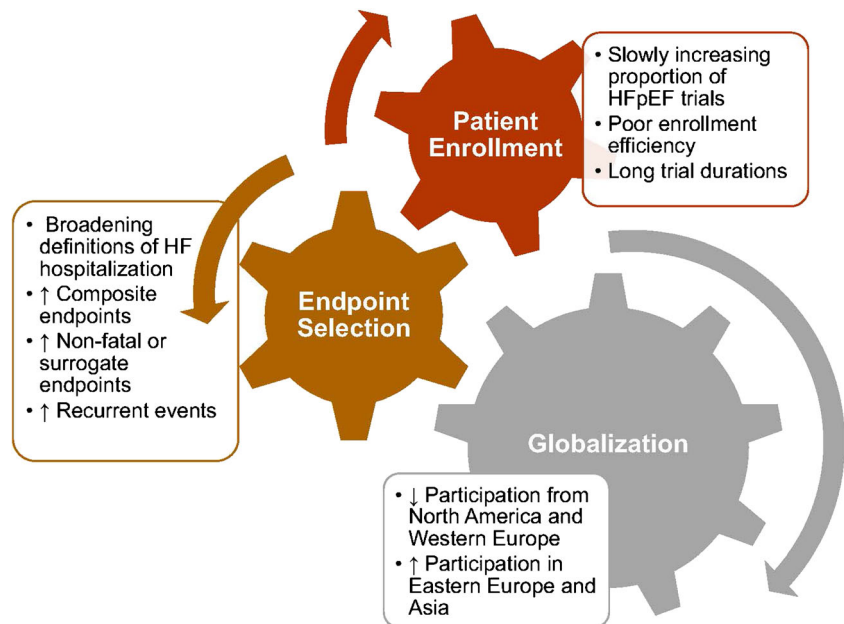 Patient
Enrollment
• Slowly increasing
proportion of
HFpEF trials
• Poor enrollment
efficiency
• Long trial durations
• Broadening
definitions of HF
hospitalization
• ↑ Composite
endpoints
• ↑ Non-fatal or
surrogate
endpoints
• ↑ Recurrent events
Endpoint
Selection
Globalization
• ↓ Participation from
North America and
Western Europe
• ↑ Participation in
Eastern Europe and
Asia